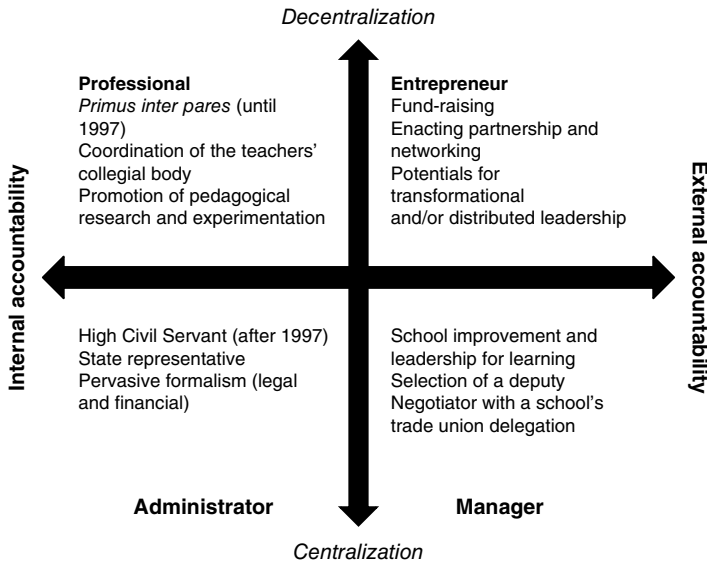 Decentralization
Professional
Primus inter pares (until
1997)
Coordination of the teachers'
collegial body
Promotion of pedagogical
research and experimentation
Entrepreneur
Fund-raising
Enacting partnership and
networking
Potentials for
transformational
and/or distributed leadership
Internal accountability
External accountability
High Civil Servant (after 1997)
State representative
Pervasive formalism (legal
and financial)
School improvement and
leadership for learning
Selection of a deputy
Negotiator with a school's
trade union delegation
Administrator
Manager
Centralization